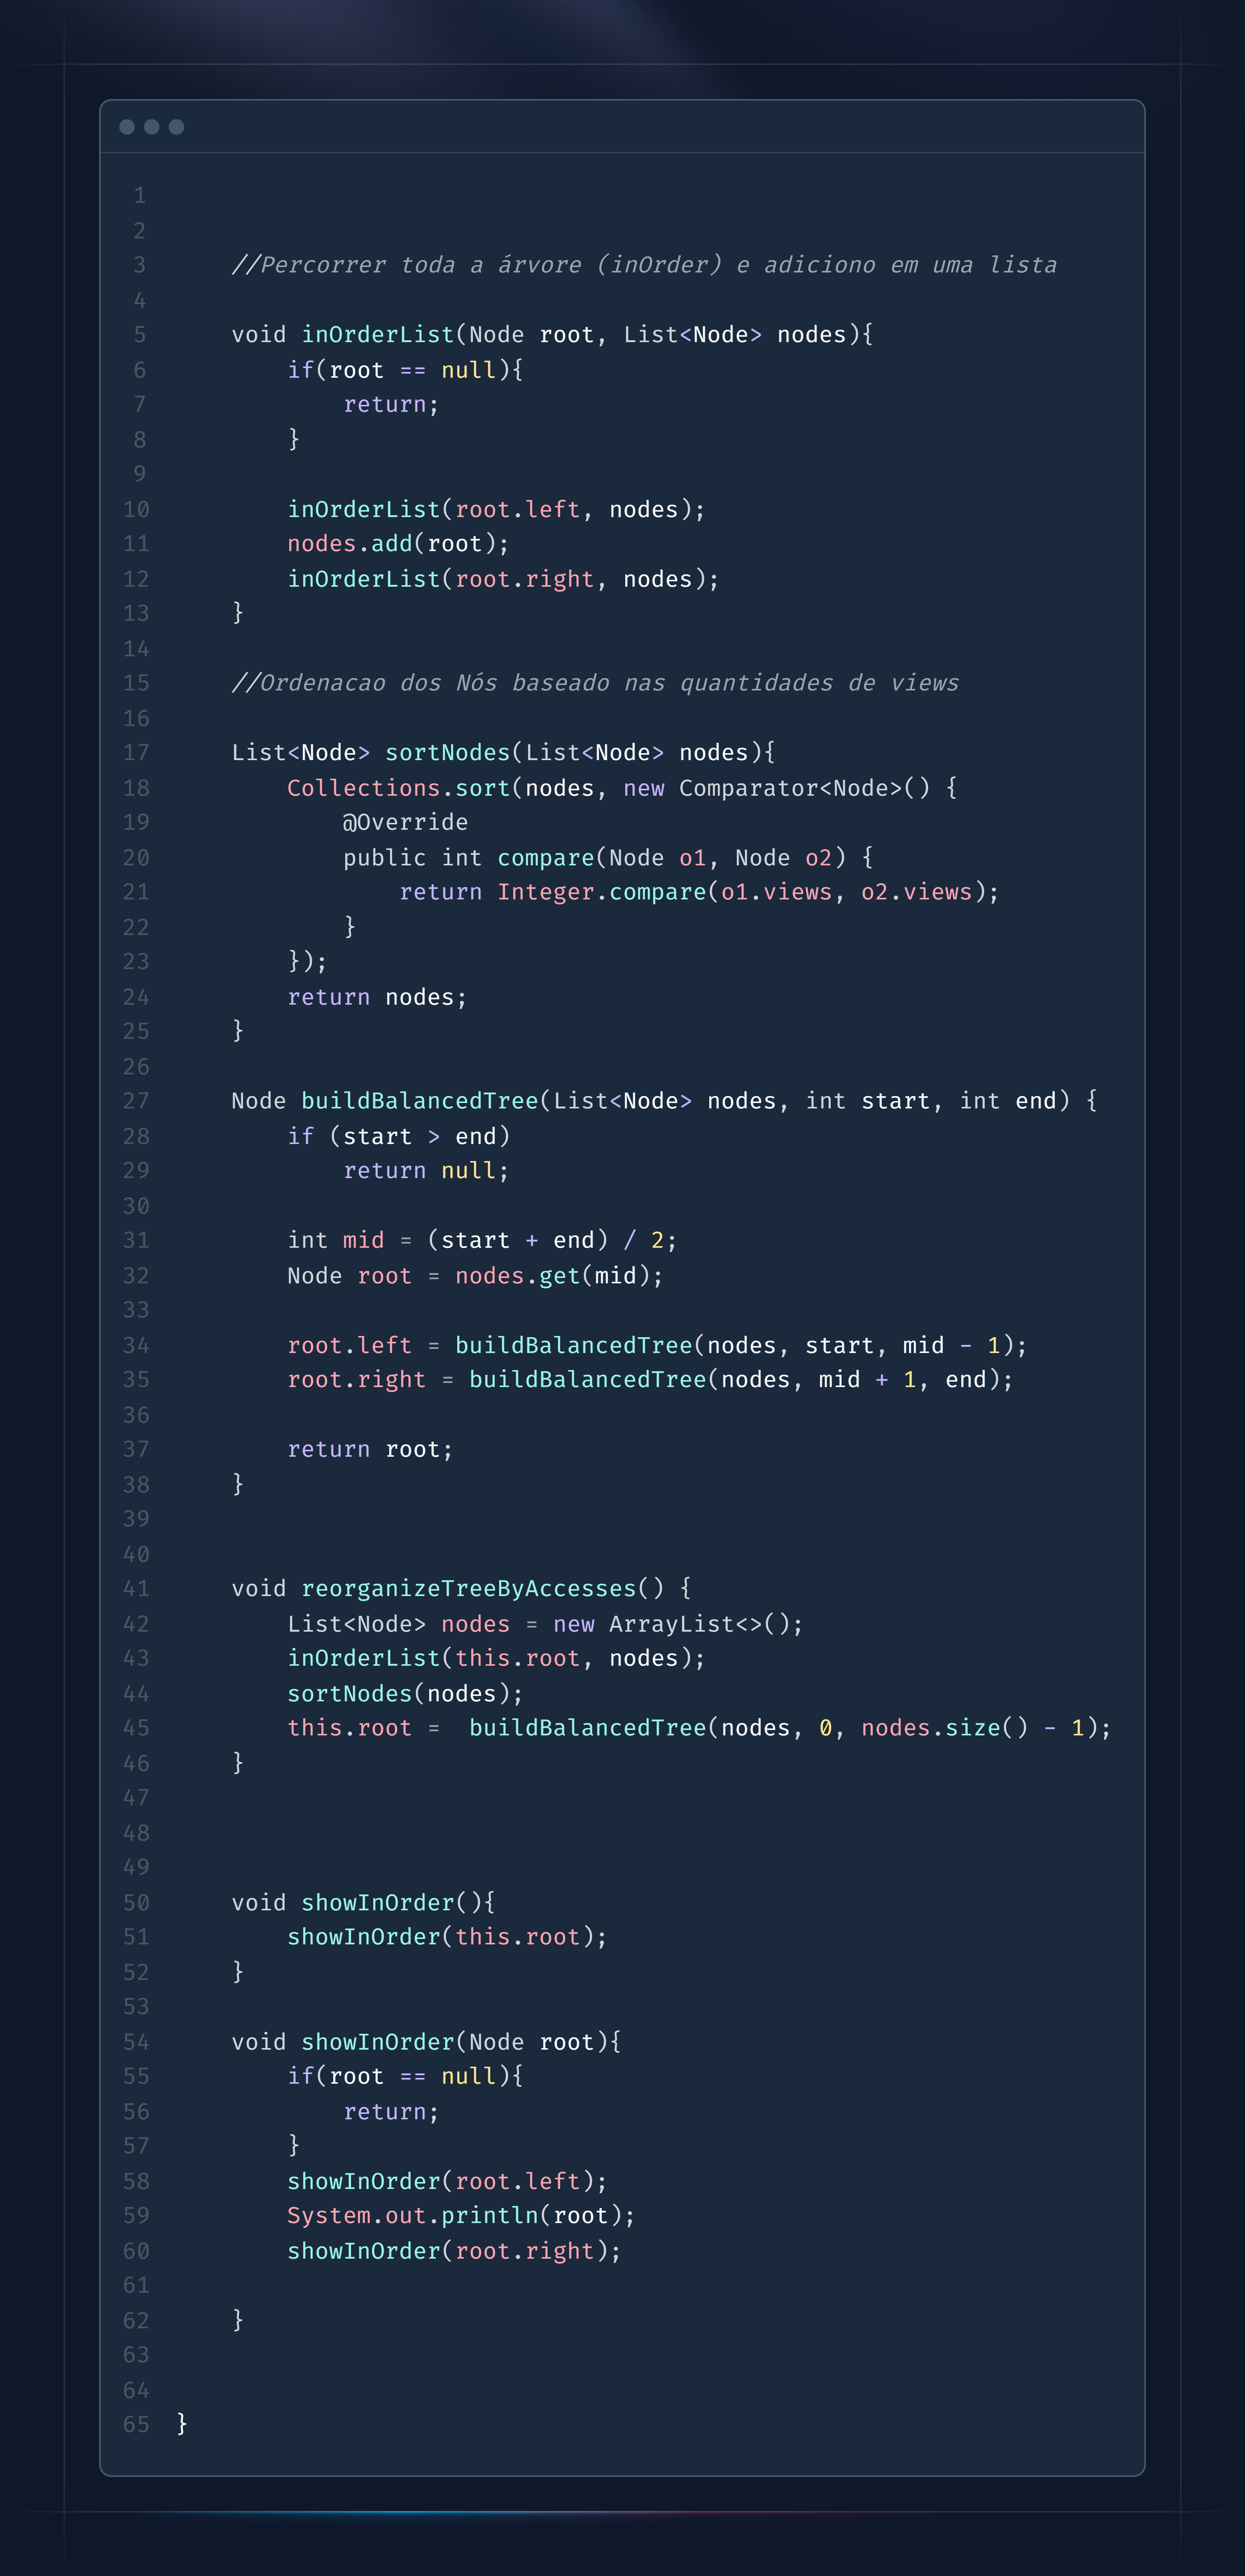 1
2
3 //Percorrer toda a árvore (inOrder) e adiciono em uma lista
4
5 void inOrderList(Node root, List<Node> nodes){
6 if(root == null){
7 return;
8 }
9
10 inOrderList(root.left, nodes);
11 nodes.add(root);
12 inOrderList(root.right, nodes);
13 }
14
15 //Ordenacao dos Nós baseado nas quantidades de views
16
17 List<Node> sortNodes(List<Node> nodes){
18 Collections.sort(nodes, new Comparator<Node>() {
19 @Override
20 public int compare(Node o1, Node o2) {
21 return Integer.compare(o1.views, o2.views);
22 }
23 });
24 return nodes;
25 }
26
27 Node buildBalancedTree(List<Node> nodes, int start, int end) {
28 if (start > end)
29 return null;
30
31 int mid = (start + end) / 2;
32 Node root = nodes.get(mid);
33
34 root.left = buildBalancedTree(nodes, start, mid - 1);
35 root.right = buildBalancedTree(nodes, mid + 1, end);
36
37 return root;
38 }
39
40
41 void reorganizeTreeByAccesses() {
42 List<Node> nodes = new ArrayList<>();
43 inOrderList(this.root, nodes);
44 sortNodes(nodes);
45 this.root =  buildBalancedTree(nodes, 0, nodes.size() - 1);
46 }
47
48
49
50 void showInOrder(){
51 showInOrder(this.root);
52 }
53
54 void showInOrder(Node root){
55 if(root == null){
56 return;
57 }
58 showInOrder(root.left);
59 System.out.println(root);
60 showInOrder(root.right);
61
62 }
63
64
65 }